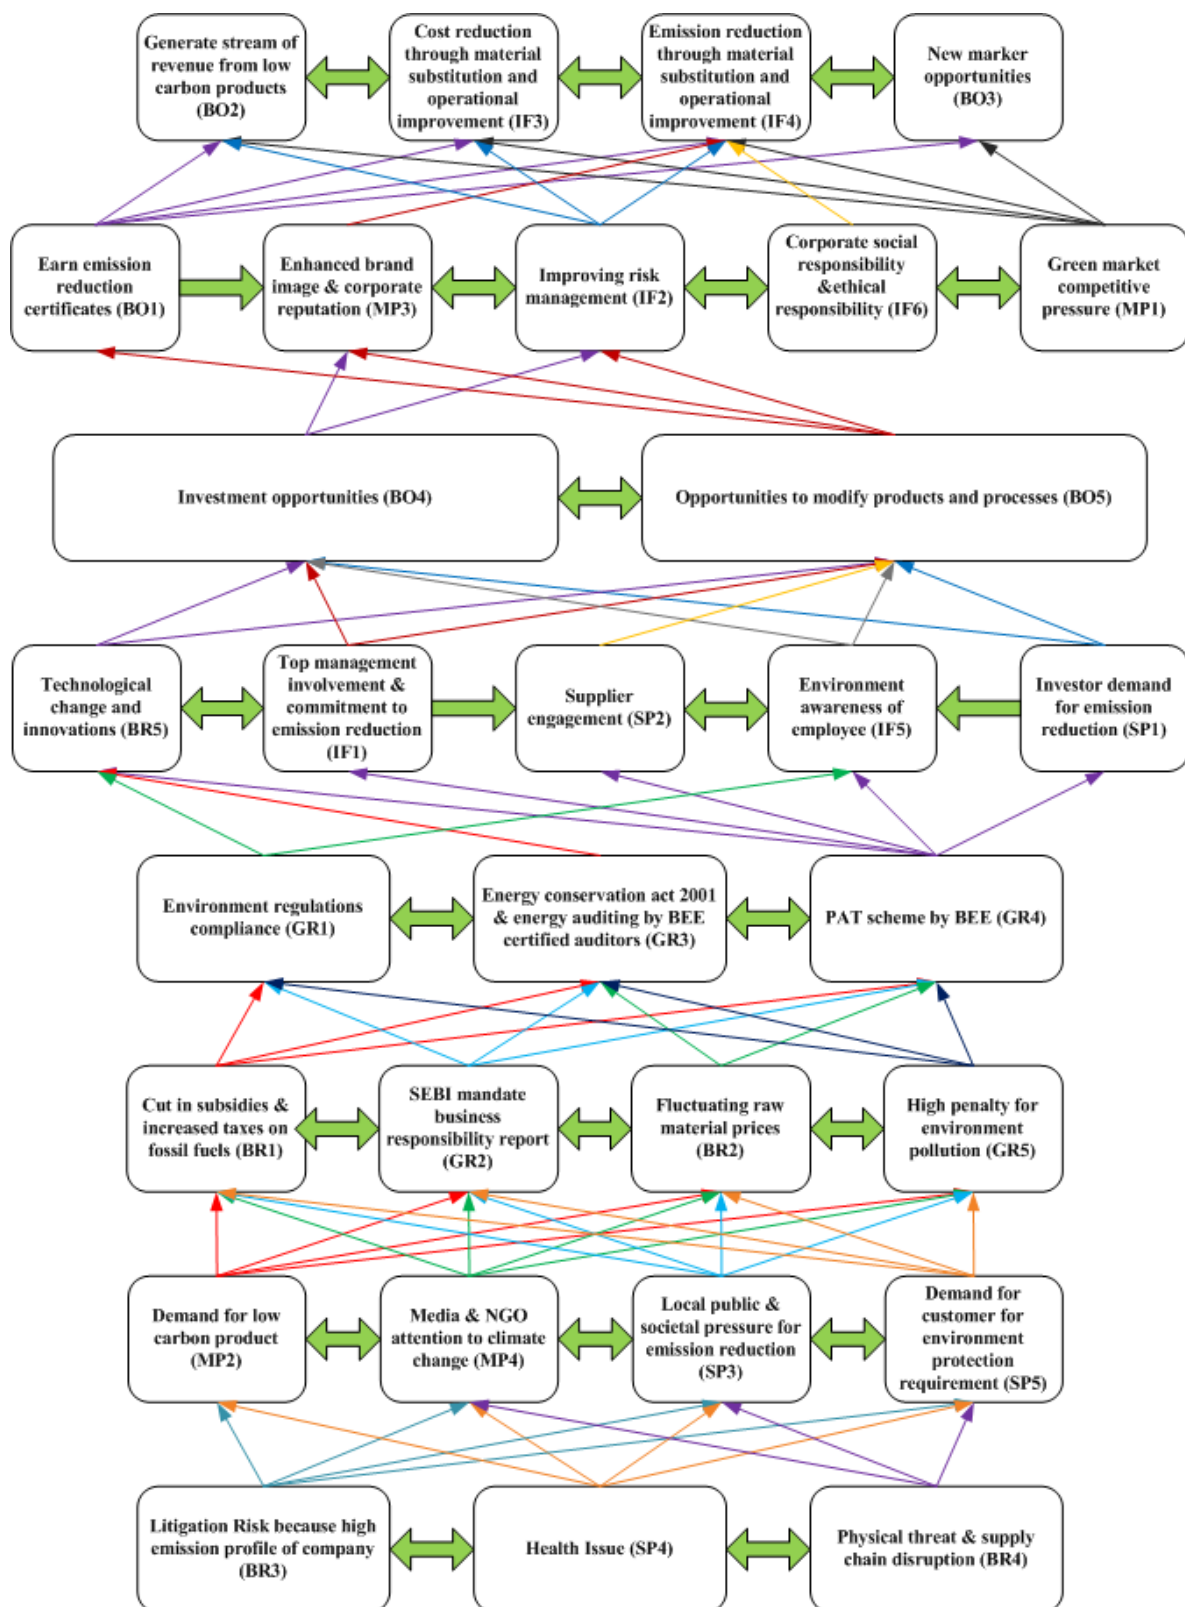 Generate stream of
revenue from low
carbon products
(BO2)
Cost reduction
through material
substitution and
operational
improvement (IF3)
Emission reduction
through material
substitution and
operational
improvement (IF4)
New marker
opportunities
(BO3)
Earn emission
reduction
certificates (BO1)
Enhanced brand
image & corporate
reputation (MP3)
Improving risk
management (IF2)
Corporate social
responsibility
&ethical
responsibility (IF6)
Green market
competitive
pressure (MP1)
Investment opportunities (BO4)
Opportunities to modify products and processes (BO5)
Technological
change and
innovations (BR5)
Top management
involvement &
commitment to
emission reduction
(IF1)
Supplier
engagement (SP2)
Environment
awareness of
employee (IF5)
Investor demand
for emission
reduction (SP1)
Environment regulations
compliance (GR1)
Energy conservation act 2001
& energy auditing by BEE
certified auditors (GR3)
PAT scheme by BEE (GR4)
Cut in subsidies &
increased taxes on
fossil fuels (BR1)
SEBI mandate
business
responsibility report
(GR2)
Fluctuating raw
material prices
(BR2)
High penalty for
environment
pollution (GR5)
Demand for low
carbon product
(MP2)
Media & NGO
attention to climate
change (MP4)
Local public &
societal pressure for
emission reduction
(SP3)
Demand for
customer for
environment
protection
requirement (SP5)
Litigation Risk because high
emission profile of company
(BR3)
Health Issue (SP4)
Physical threat & supply
chain disruption (BR4)